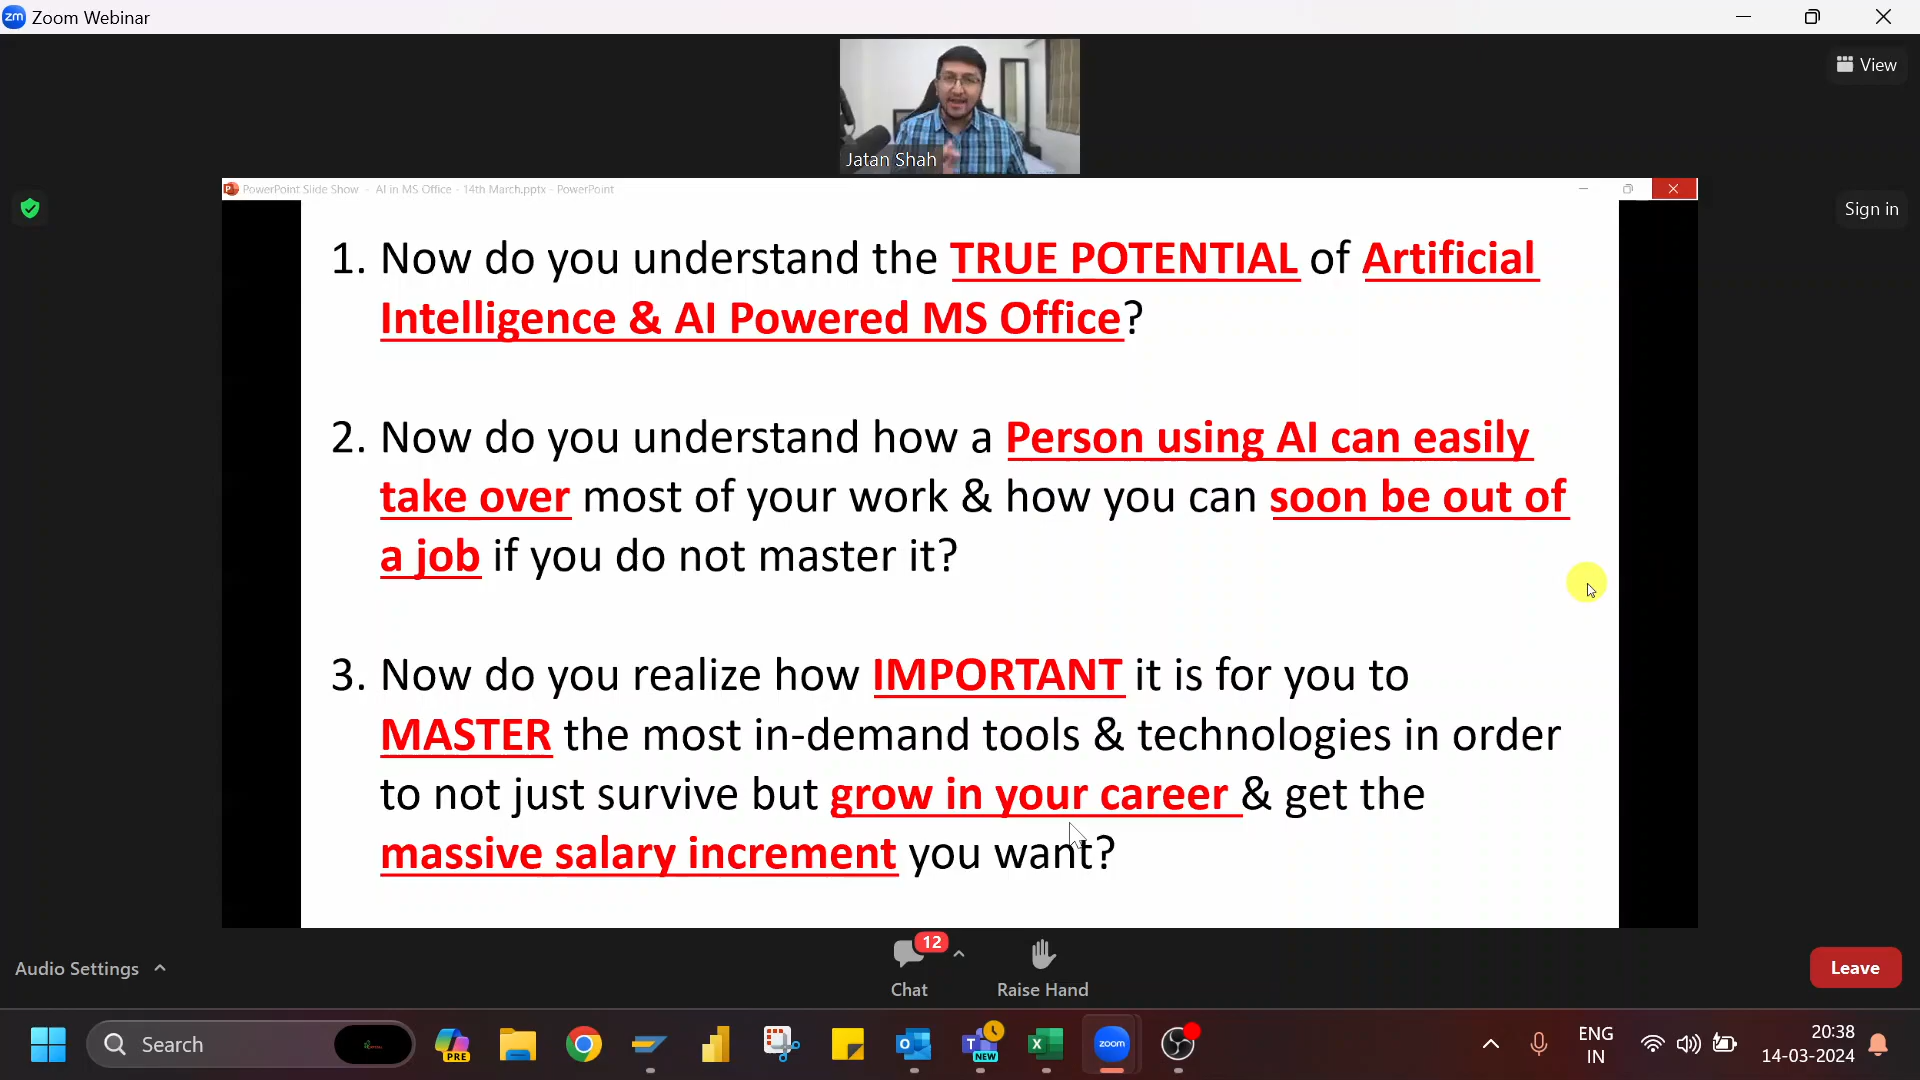 zm Zoom Webinar
View
Jatan Shah
PowerPoint Slide Show - AI in MS Office - 14th March.pptx - PowerPoint
Sign in
1. Now do you understand the TRUE POTENTIAL of Artificial
Intelligence & AI Powered MS Office?
2. Now do you understand how a Person using AI can easily
take over most of your work & how you can soon be out of
a job if you do not master it?
3. Now do you realize how IMPORTANT it is for you to
MASTER the most in-demand tools & technologies in order
to not just survive but grow in your career & get the
massive salary increment you want?
Audio Settings
12
Chat
Raise Hand
Leave
Search
PRE
NEW
zoom
ENG
IN
20:38
14-03-2024